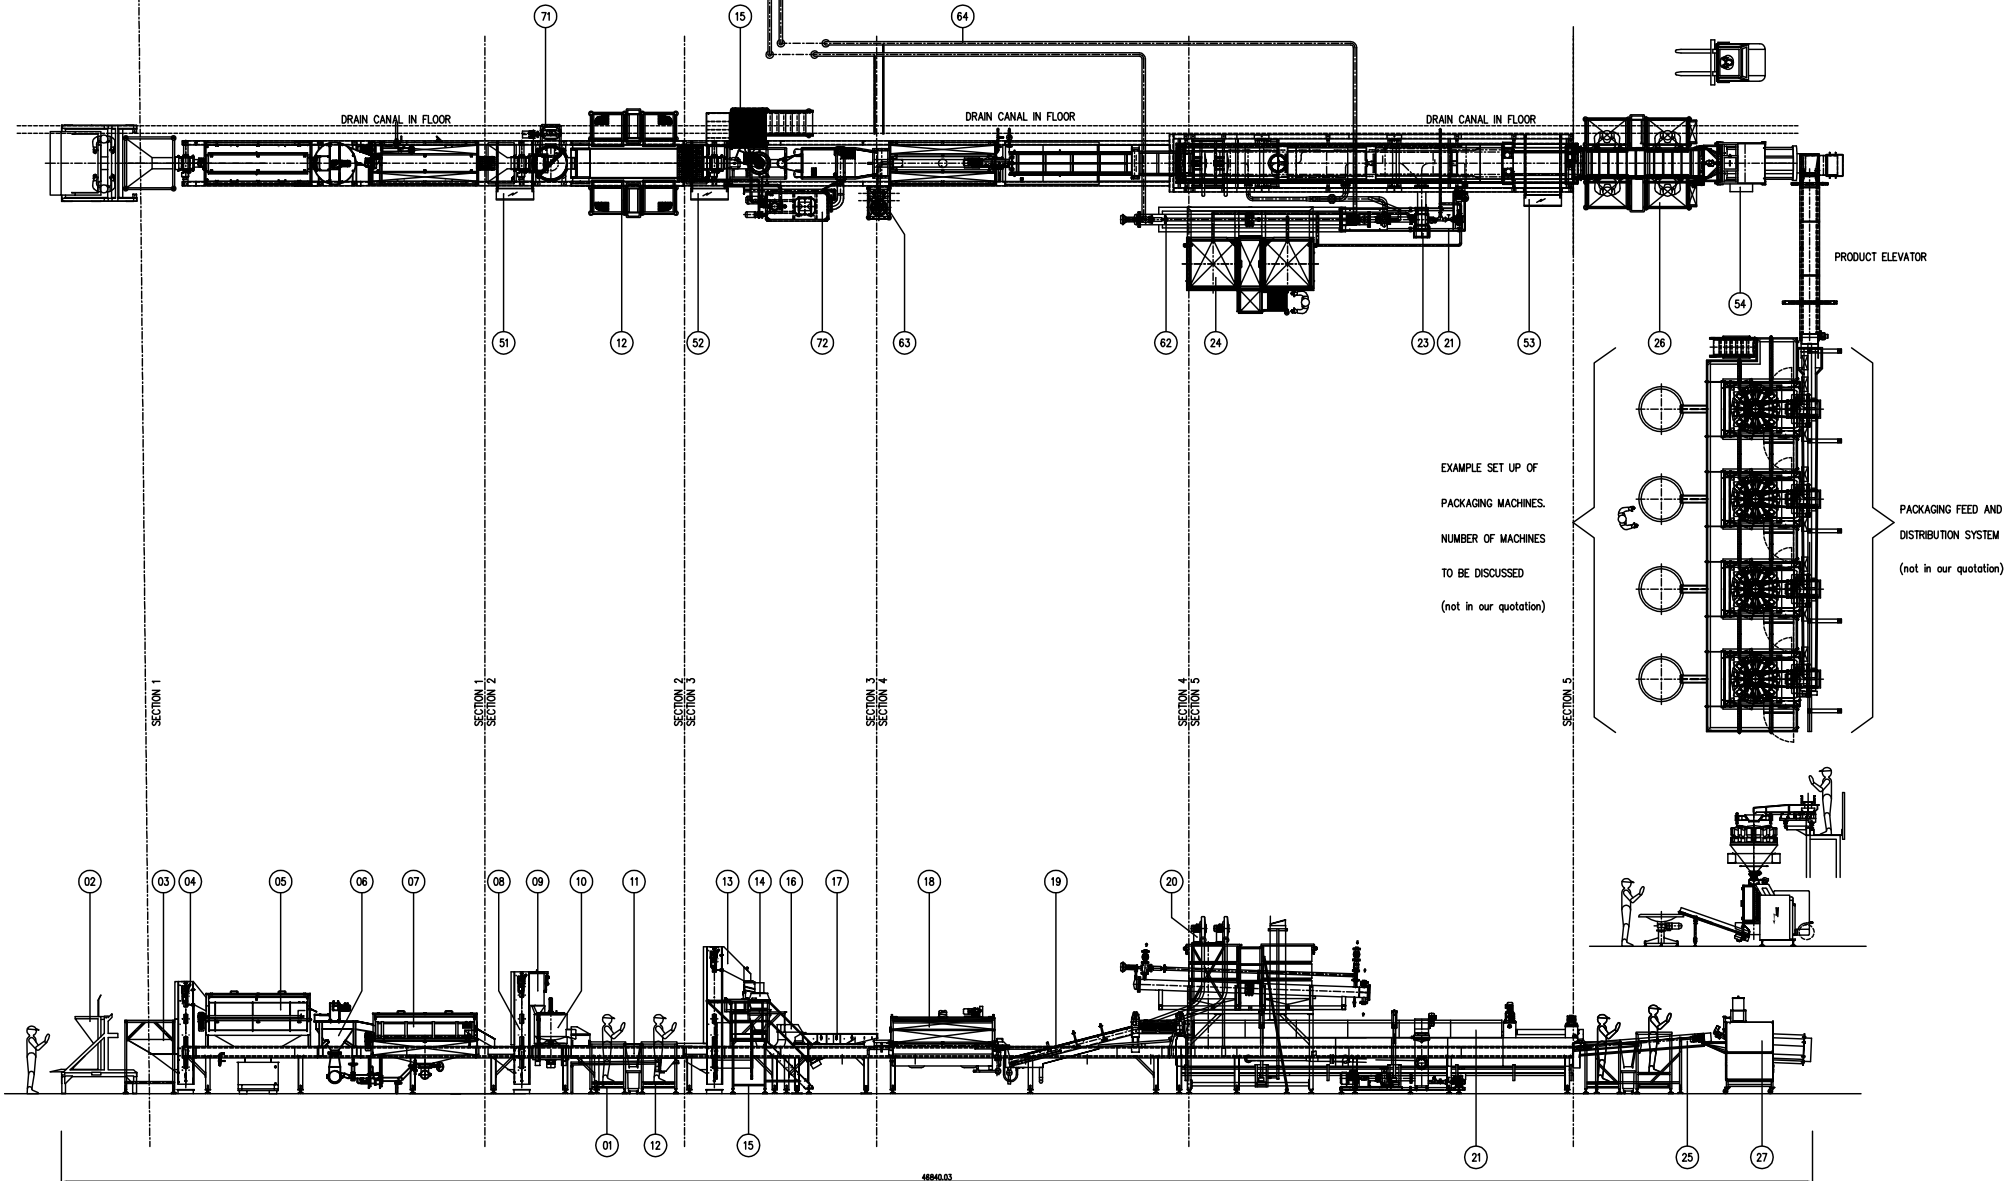 71
15
64
DRAIN CANAL IN FLOOR
DRAIN CANAL IN FLOOR
DRAIN CANAL IN FLOOR
PRODUCT ELEVATOR
54
51
12
52
72
63
62
24
23
21
53
26
EXAMPLE SET UP OF
PACKAGING MACHINES.
NUMBER OF MACHINES
TO BE DISCUSSED
(not in our quotation)
PACKAGING FEED AND
DISTRIBUTION SYSTEM
(not in our quotation)
SECTION 1
SECTION 1
SECTION 2
SECTION 2
SECTION 3
SECTION 3
SECTION 4
SECTION 4
SECTION 5
SECTION 5
02
03
04
05
06
07
08
09
10
11
13
14
16
17
18
19
20
01
12
15
21
25
27
46840.03